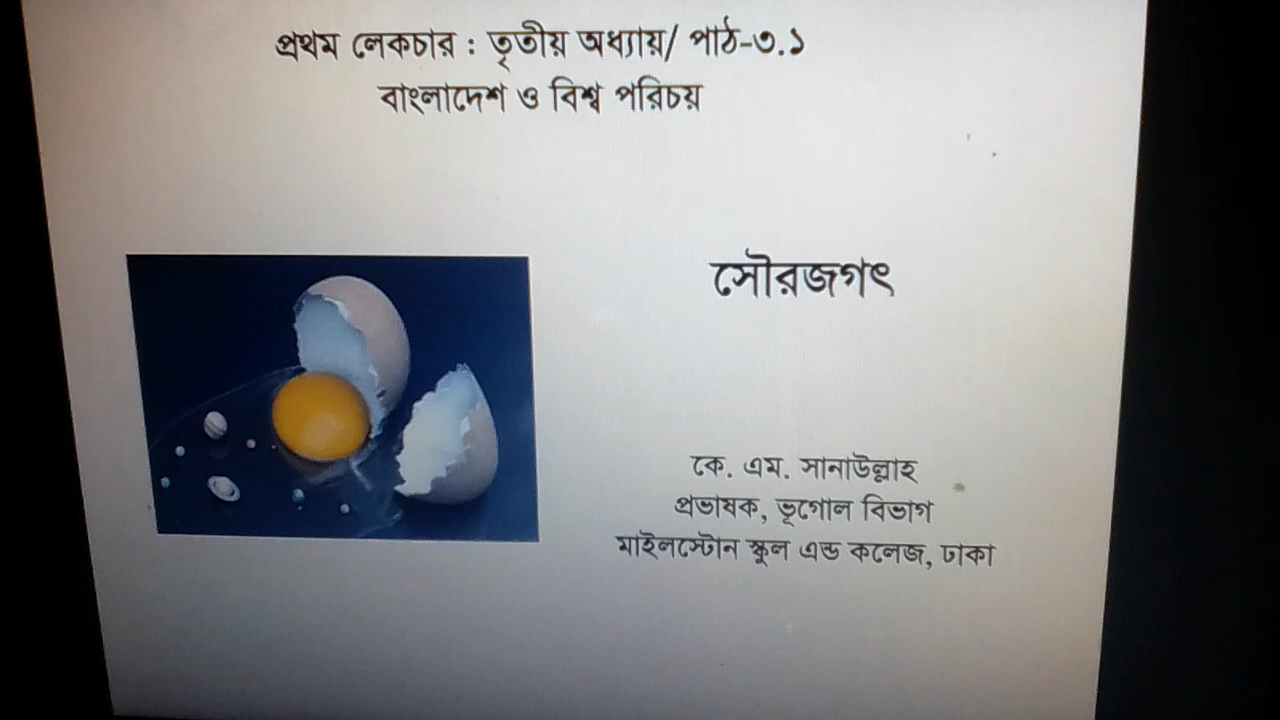 প্রথম লেকচার : তৃতীয় অধ্যায়/ পাঠ-৩.১
বাংলাদেশ ও বিশ্ব পরিচয়
সৌরজগৎ
কে. এম. সানাউল্লাহ
প্রভাষক, ভূগোল বিভাগ
মাইলস্টোন স্কুল এন্ড কলেজ, ঢাকা